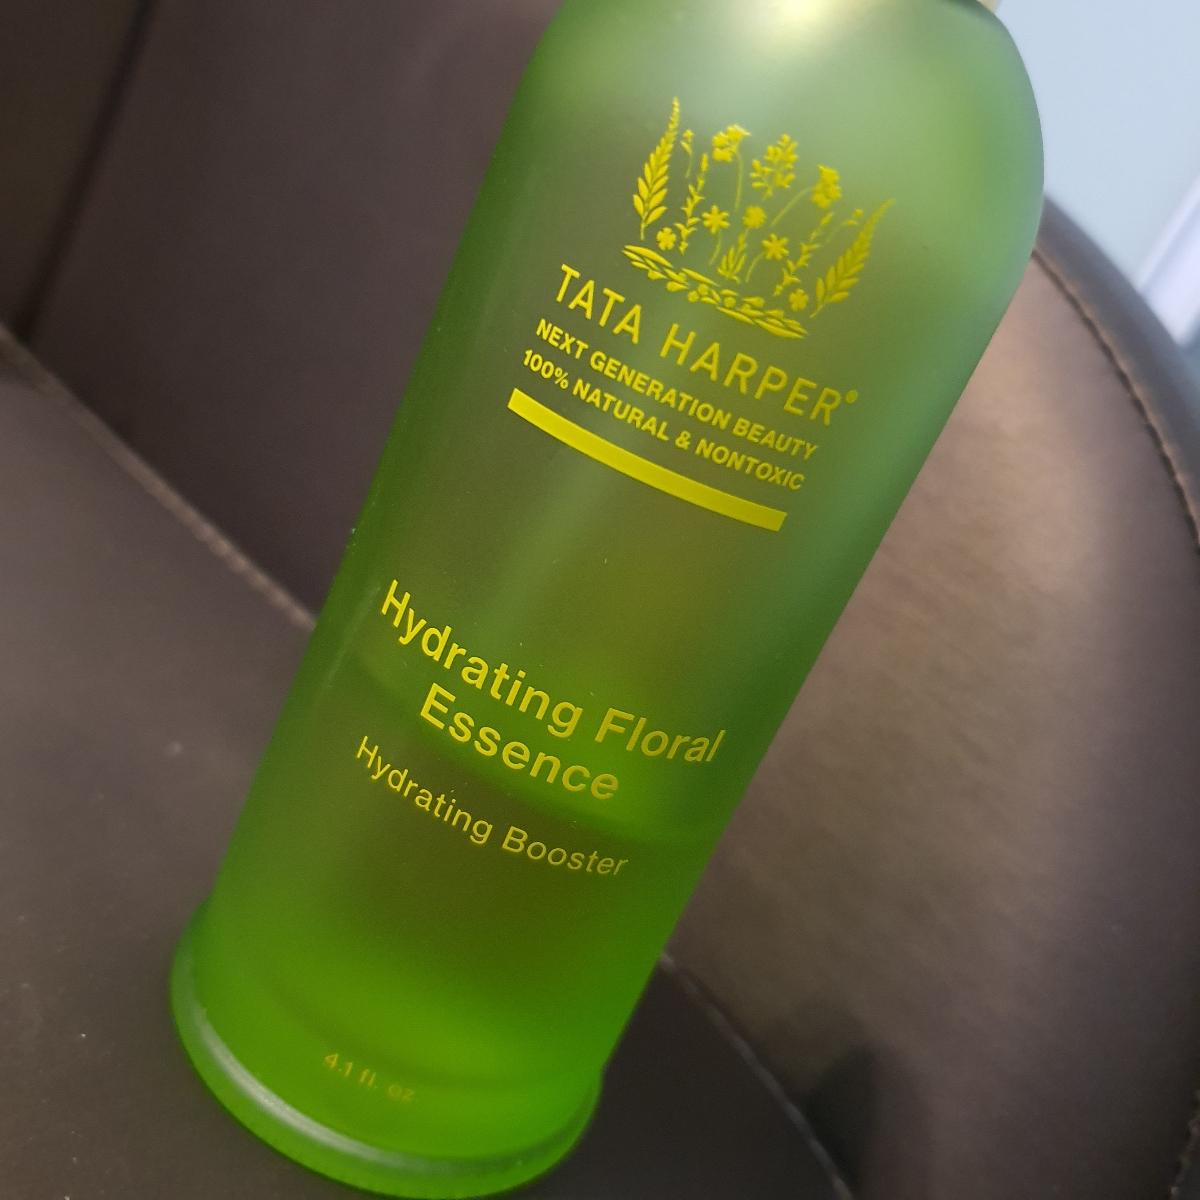 TATA HARPER®
NEXT GENERATION BEAUTY
100% NATURAL & NONTOXIC
Hydrating Floral
Essence
Hydrating Booster
4.1 fl. oz